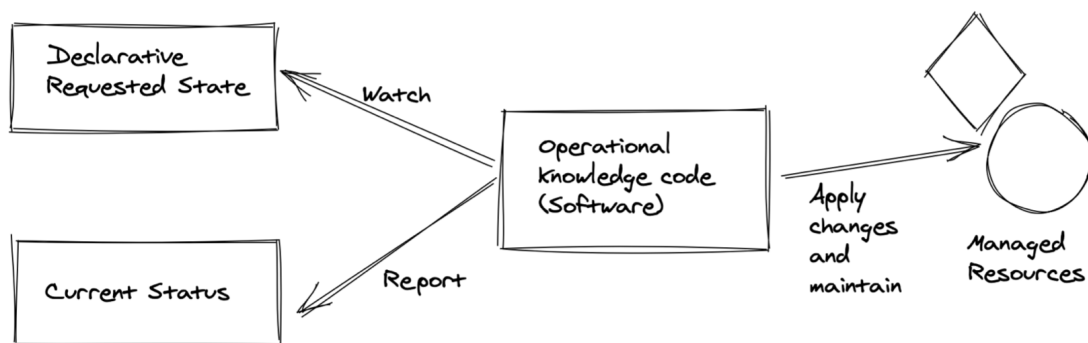 Declarative
Requested State
Watch
Operational
Knowledge code
(Software)
Apply
changes
and
maintain
Managed
Resources
Current Status
Report